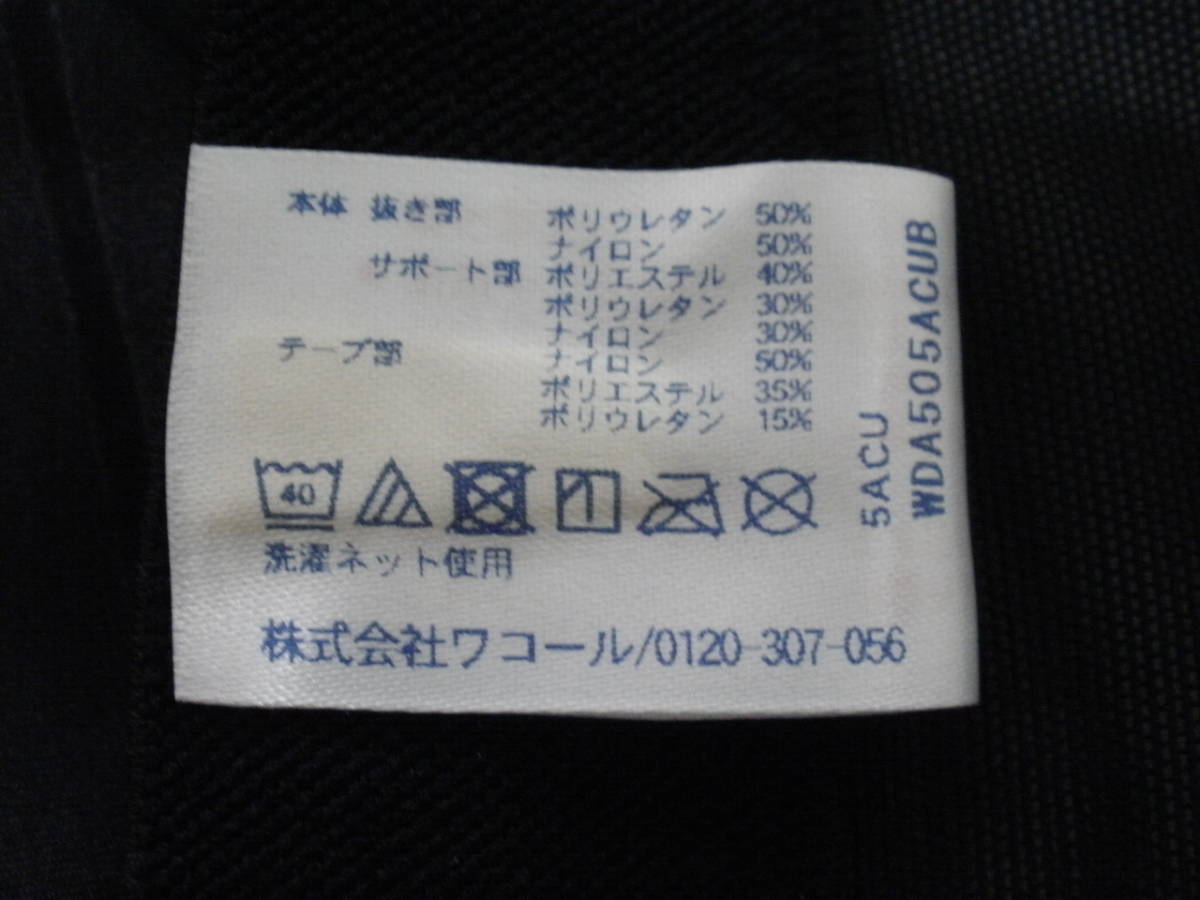 本体 抜き部 ポリウレタン 50%
ナイロン 50%
サポート部 ポリエステル 40%
ポリウレタン 30%
ナイロン 30%
テープ部 ナイロン 50%
ポリエステル 35%
ポリウレタン 15%
40
洗濯ネット使用
株式会社ワコール/0120-307-056
5ACU
WDA505ACUB